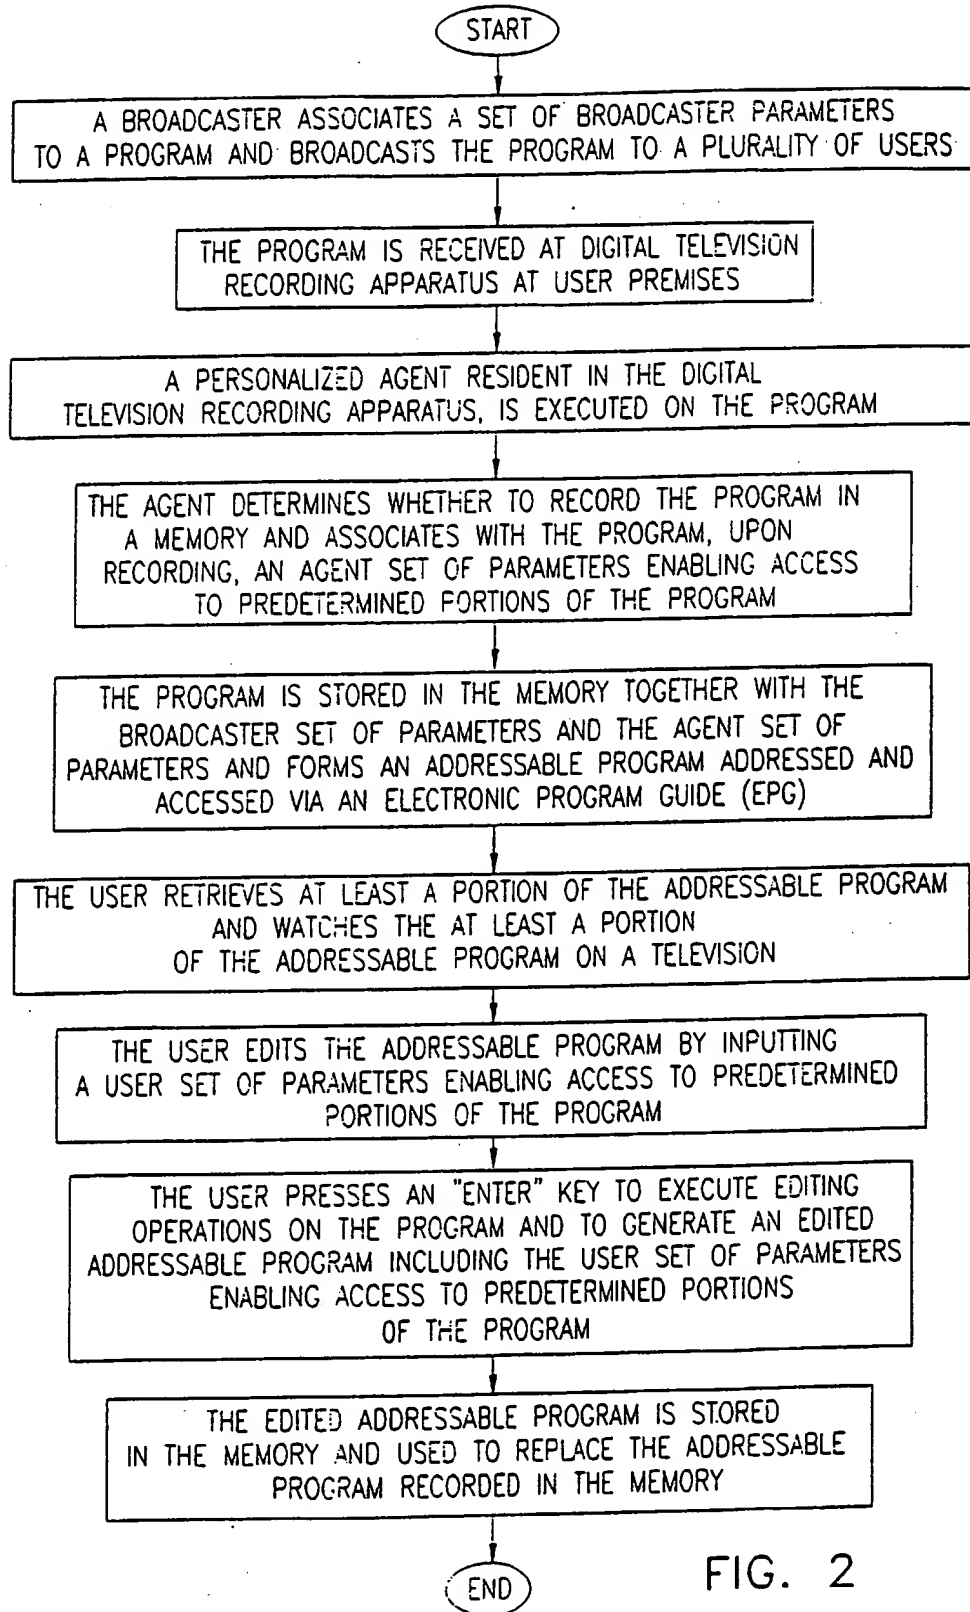 START
A BROADCASTER ASSOCIATES A SET OF BROADCASTER PARAMETERS
TO A PROGRAM AND BROADCASTS THE PROGRAM TO A PLURALITY OF USERS
THE PROGRAM IS RECEIVED AT DIGITAL TELEVISION
RECORDING APPARATUS AT USER PREMISES
A PERSONALIZED AGENT RESIDENT IN THE DIGITAL
TELEVISION RECORDING APPARATUS, IS EXECUTED ON THE PROGRAM
THE AGENT DETERMINES WHETHER TO RECORD THE PROGRAM IN
A MEMORY AND ASSOCIATES WITH THE PROGRAM, UPON
RECORDING, AN AGENT SET OF PARAMETERS ENABLING ACCESS
TO PREDETERMINED PORTIONS OF THE PROGRAM
THE PROGRAM IS STORED IN THE MEMORY TOGETHER WITH THE
BROADCASTER SET OF PARAMETERS AND THE AGENT SET OF
PARAMETERS AND FORMS AN ADDRESSABLE PROGRAM ADDRESSED AND
ACCESSED VIA AN ELECTRONIC PROGRAM GUIDE (EPG)
THE USER RETRIEVES AT LEAST A PORTION OF THE ADDRESSABLE PROGRAM
AND WATCHES THE AT LEAST A PORTION
OF THE ADDRESSABLE PROGRAM ON A TELEVISION
THE USER EDITS THE ADDRESSABLE PROGRAM BY INPUTTING
A USER SET OF PARAMETERS ENABLING ACCESS TO PREDETERMINED
PORTIONS OF THE PROGRAM
THE USER PRESSES AN "ENTER" KEY TO EXECUTE EDITING
OPERATIONS ON THE PROGRAM AND TO GENERATE AN EDITED
ADDRESSABLE PROGRAM INCLUDING THE USER SET OF PARAMETERS
ENABLING ACCESS TO PREDETERMINED PORTIONS
OF THE PROGRAM
THE EDITED ADDRESSABLE PROGRAM IS STORED
IN THE MEMORY AND USED TO REPLACE THE ADDRESSABLE
PROGRAM RECORDED IN THE MEMORY
END
FIG. 2